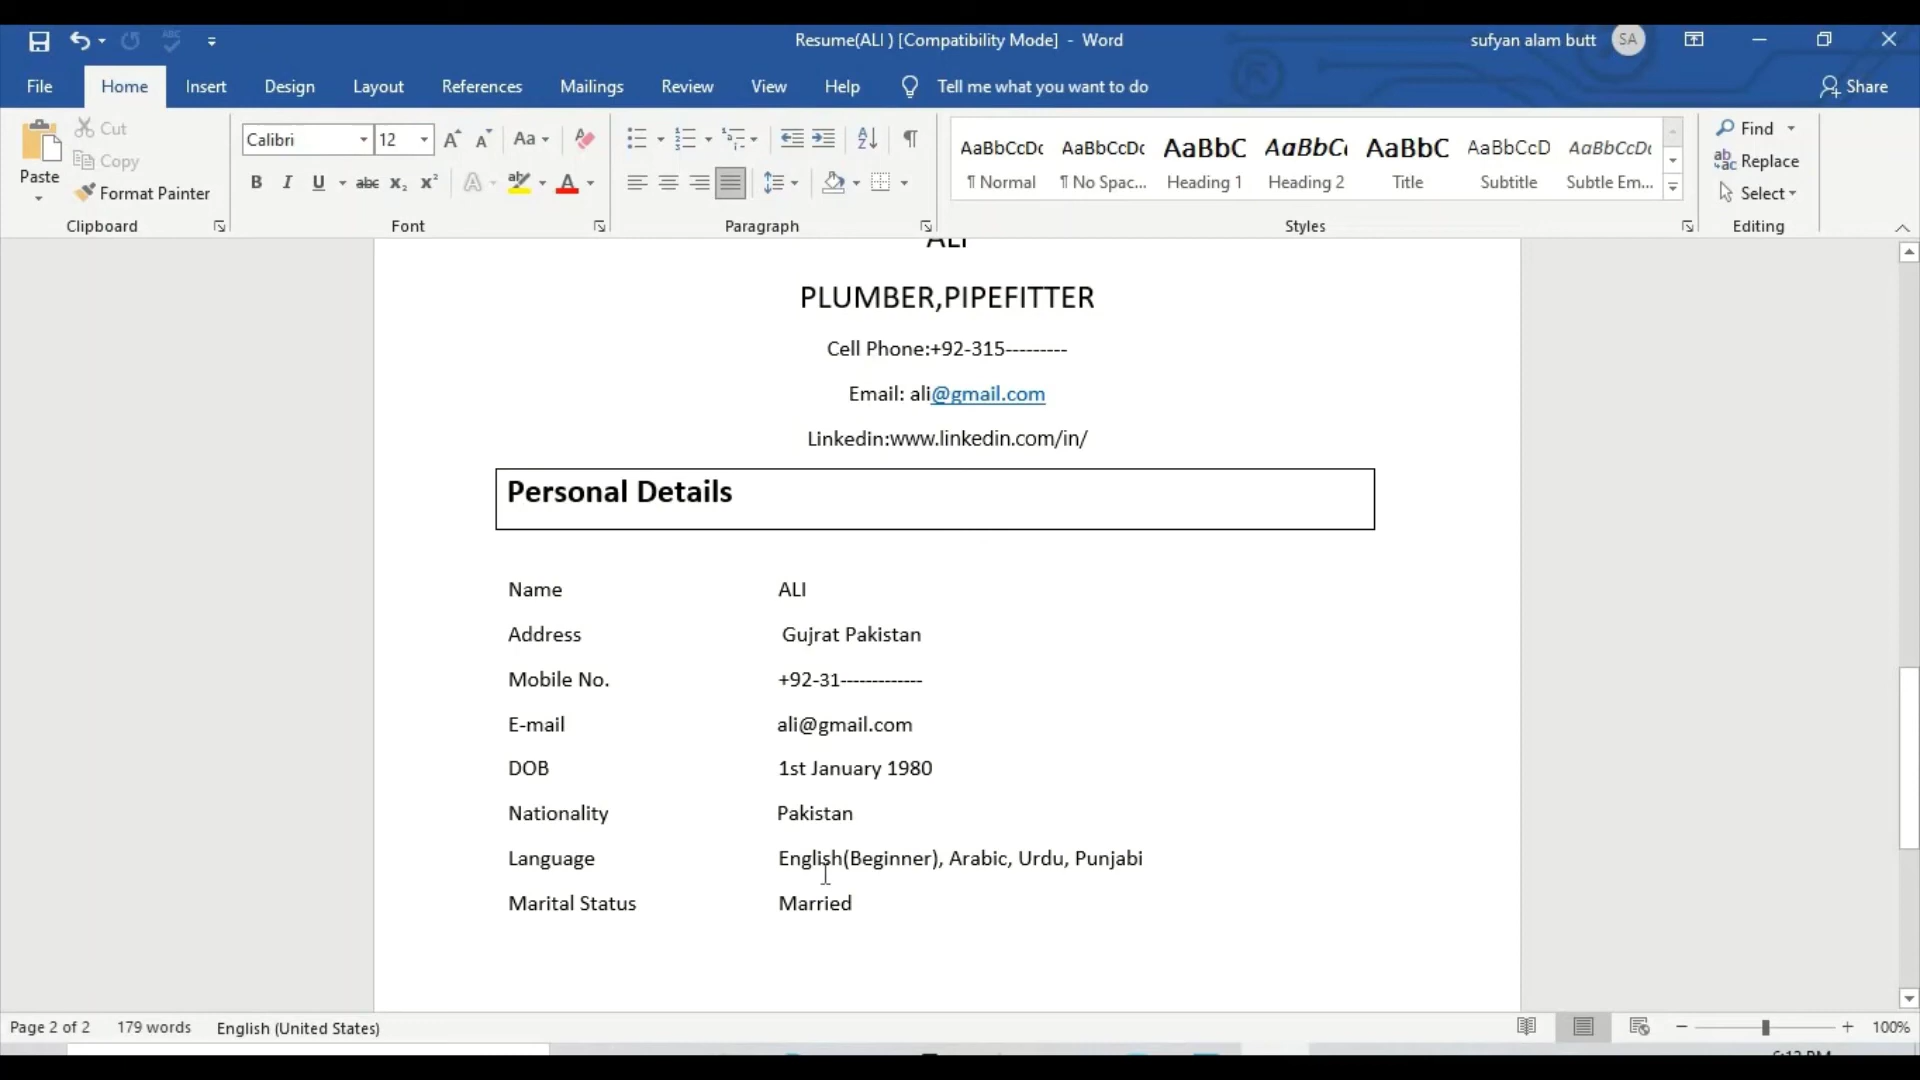 Resume(ALI ) [Compatibility Mode] - Word
sufyan alam butt SA
File Home Insert Design Layout References Mailings Review View Help Tell me what you want to do Share
Paste
Cut
Copy
Format Painter
Clipboard
Calibri 12
Font
Paragraph
AaBbCcDc AaBbCcDc AaBbC AaBbC AaBbC AaBbCcD AaBbCcDc
¶ Normal ¶ No Spac... Heading 1 Heading 2 Title Subtitle Subtle Em...
Styles
Find
Replace
Select
Editing
ALI
PLUMBER,PIPEFITTER
Cell Phone:+92-315---------
Email: ali@gmail.com
Linkedin:www.linkedin.com/in/
Personal Details
Name ALI
Address Gujrat Pakistan
Mobile No. +92-31-------------
E-mail ali@gmail.com
DOB 1st January 1980
Nationality Pakistan
Language English(Beginner), Arabic, Urdu, Punjabi
Marital Status Married
Page 2 of 2 179 words English (United States) 100%